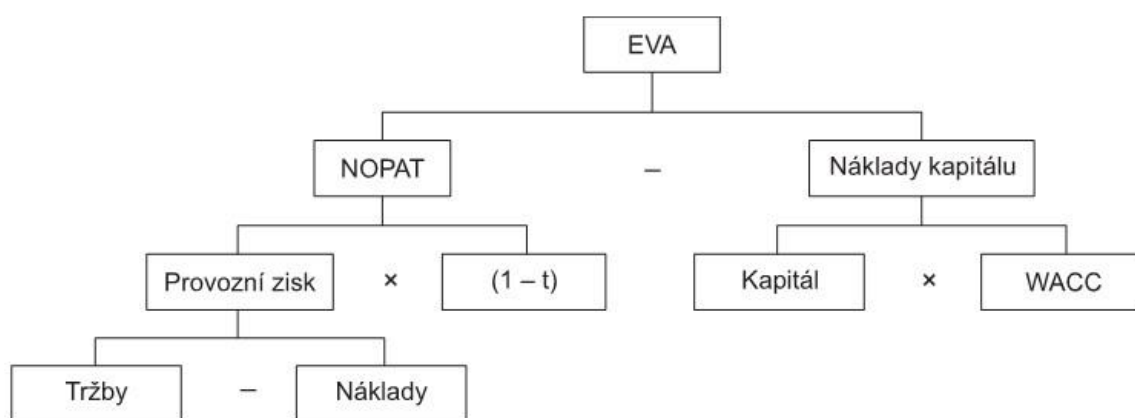 EVA
NOPAT – Náklady kapitálu
Provozní zisk × (1 – t) Kapitál × WACC
Tržby – Náklady